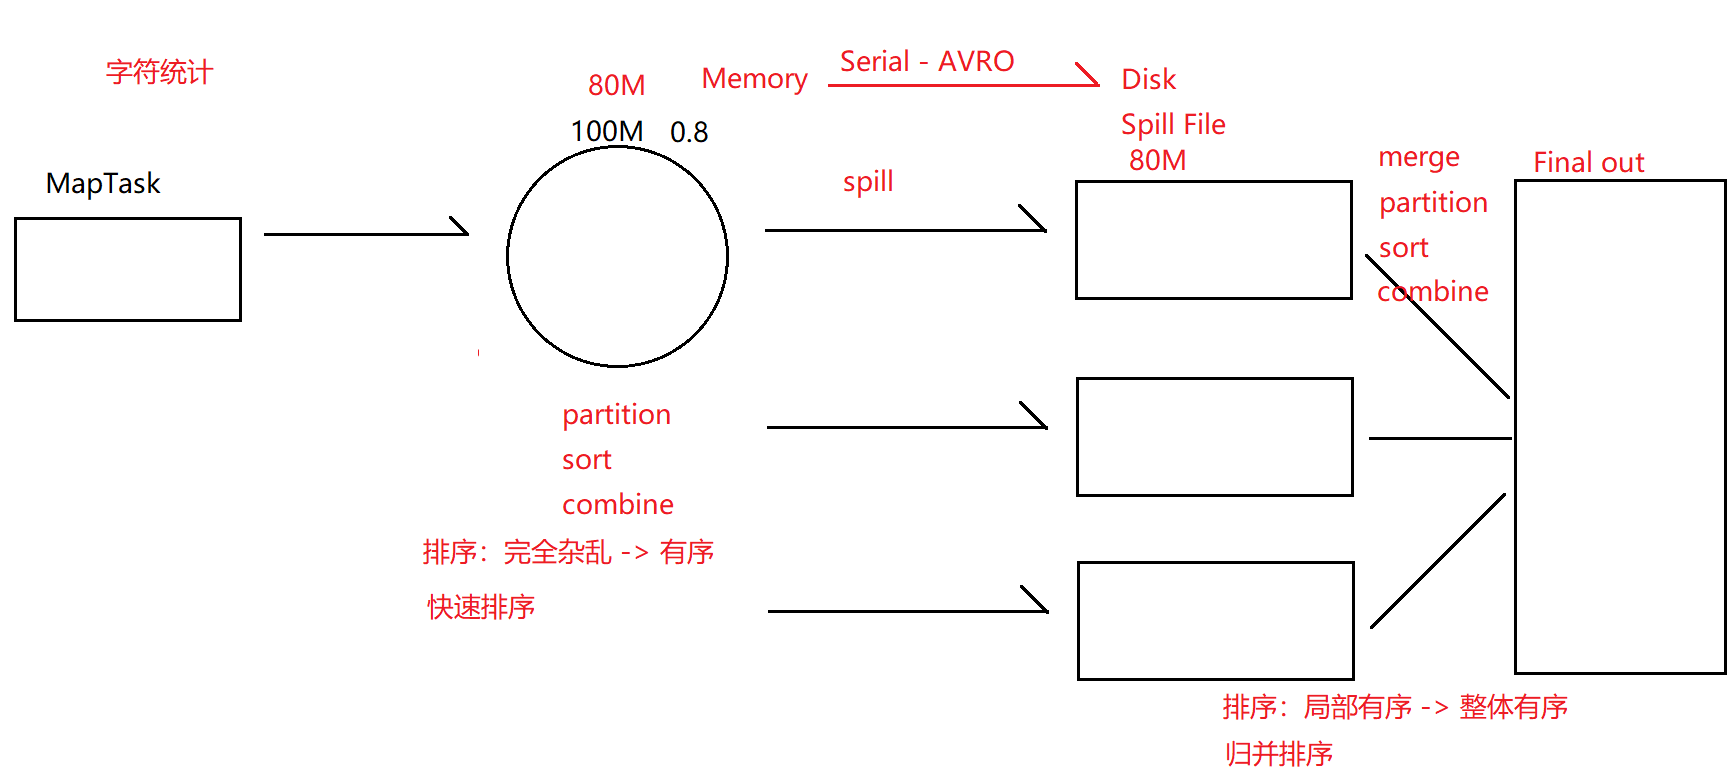 字符统计
MapTask
80M
100M 0.8
Memory
Serial - AVRO
Disk
Spill File
80M
spill
merge
partition
sort
combine
Final out
partition
sort
combine
排序：完全杂乱 -> 有序
快速排序
排序：局部有序 -> 整体有序
归并排序